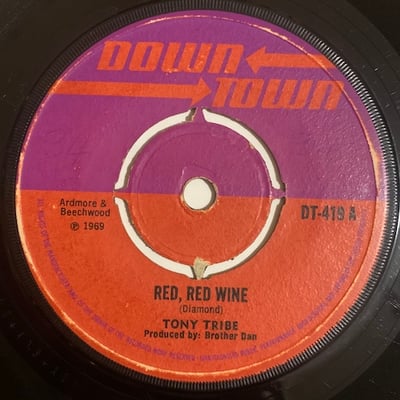 DOWN
TOWN
Ardmore &
Beechwood
℗ 1969
DT-419 A
RED, RED WINE
(Diamond)
TONY TRIBE
Produced by: Brother Dan